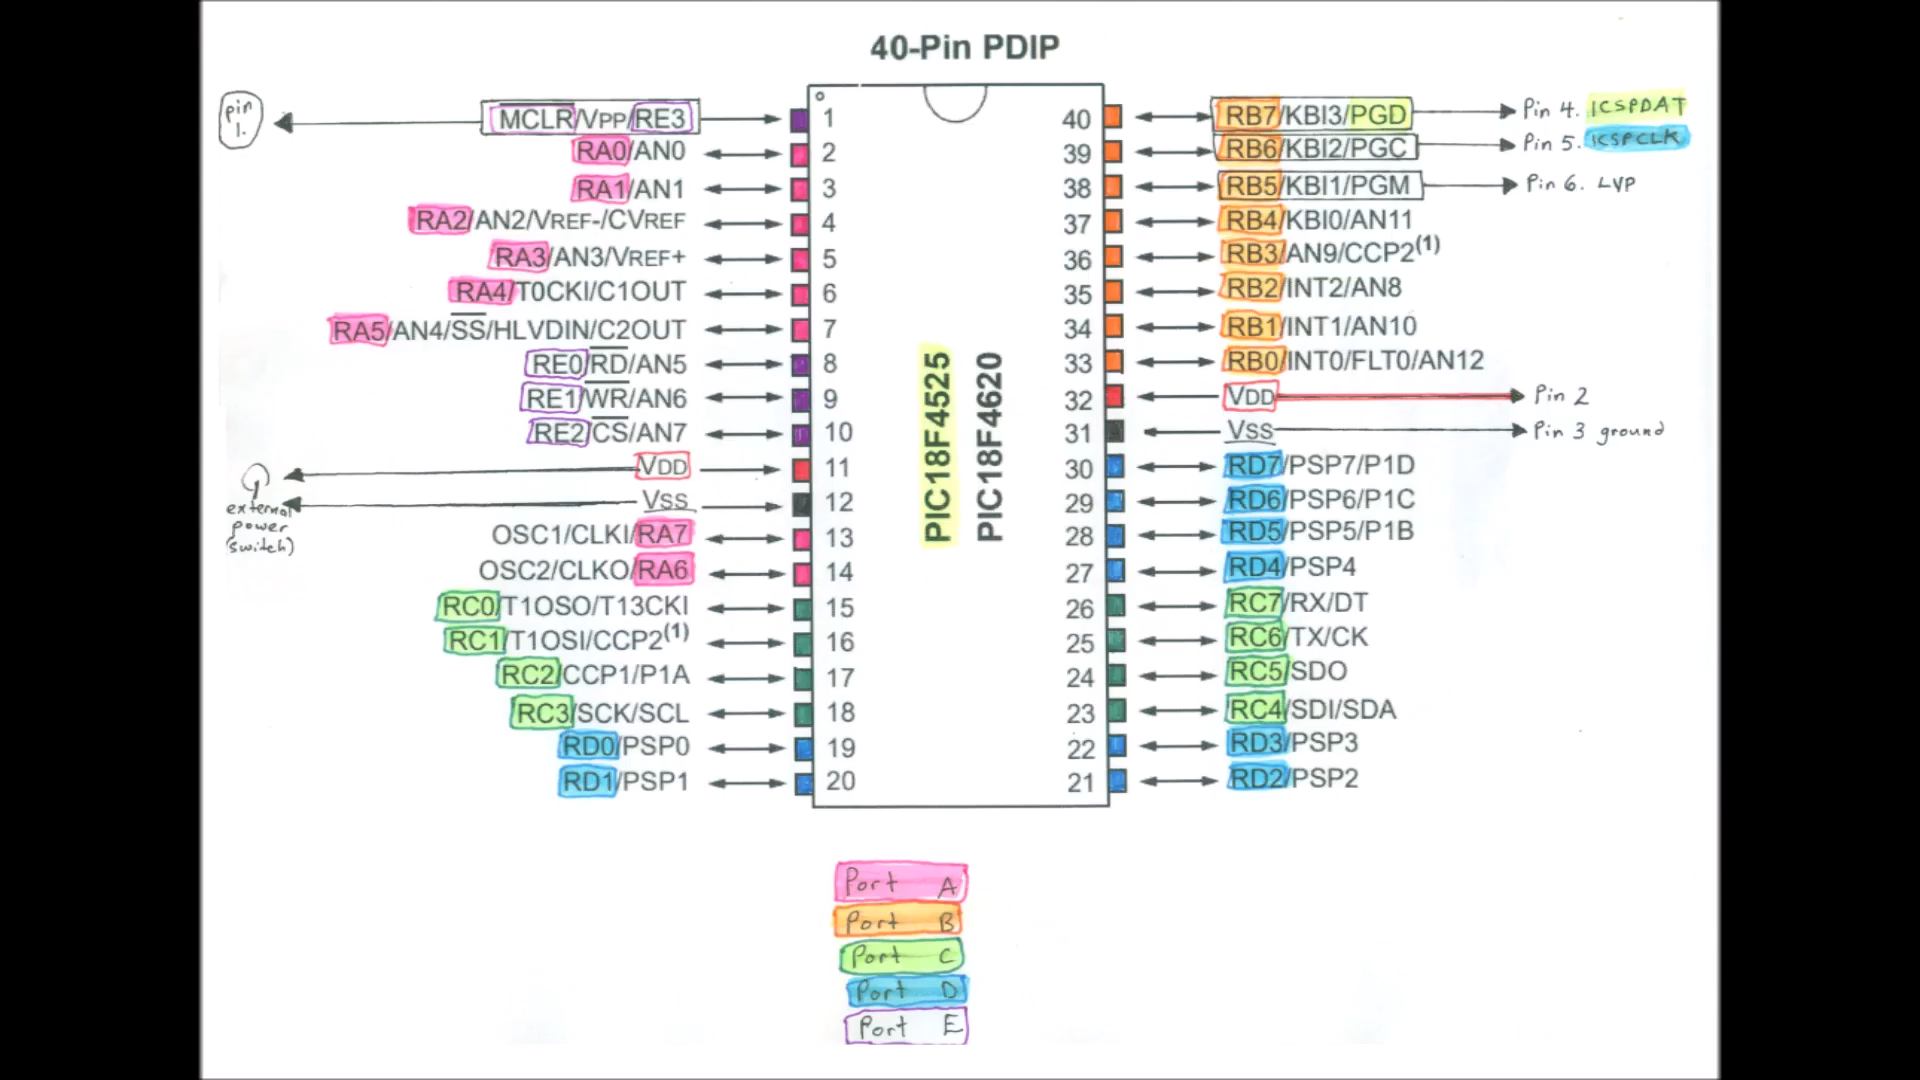 40-Pin PDIP
pin 1.
MCLR/VPP/RE3
1
RA0/AN0
2
RA1/AN1
3
RA2/AN2/VREF-/CVREF
4
RA3/AN3/VREF+
5
RA4/T0CKI/C1OUT
6
RA5/AN4/SS/HLVDIN/C2OUT
7
RE0/RD/AN5
8
RE1/WR/AN6
9
RE2/CS/AN7
10
VDD
11
VSS
12
external
power
(switch)
OSC1/CLKI/RA7
13
OSC2/CLKO/RA6
14
RC0/T1OSO/T13CKI
15
RC1/T1OSI/CCP2(1)
16
RC2/CCP1/P1A
17
RC3/SCK/SCL
18
RD0/PSP0
19
RD1/PSP1
20
PIC18F4525
PIC18F4620
40
RB7/KBI3/PGD
Pin 4. ICSPDAT
39
RB6/KBI2/PGC
Pin 5. ICSPCLK
38
RB5/KBI1/PGM
Pin 6. LVP
37
RB4/KBI0/AN11
36
RB3/AN9/CCP2(1)
35
RB2/INT2/AN8
34
RB1/INT1/AN10
33
RB0/INT0/FLT0/AN12
32
VDD
Pin 2
31
VSS
Pin 3 ground
30
RD7/PSP7/P1D
29
RD6/PSP6/P1C
28
RD5/PSP5/P1B
27
RD4/PSP4
26
RC7/RX/DT
25
RC6/TX/CK
24
RC5/SDO
23
RC4/SDI/SDA
22
RD3/PSP3
21
RD2/PSP2
Port A
Port B
Port C
Port D
Port E